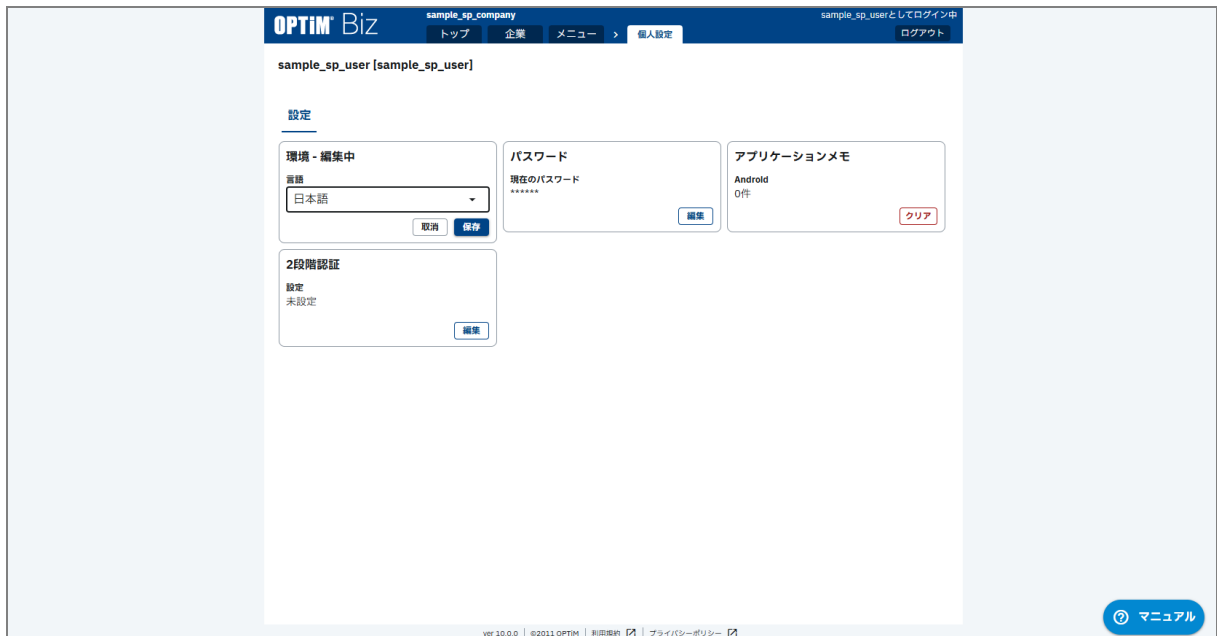 OPTiM Biz
sample_sp_company
sample_sp_userとしてログイン中
トップ 企業 メニュー > 個人設定
ログアウト
sample_sp_user [sample_sp_user]
設定
環境 - 編集中
言語
日本語
取消 保存
パスワード
現在のパスワード
******
編集
アプリケーションメモ
Android
0件
クリア
2段階認証
設定
未設定
編集
マニュアル
ver 10.0.0 ©2011 OPTiM 利用規約 プライバシーポリシー